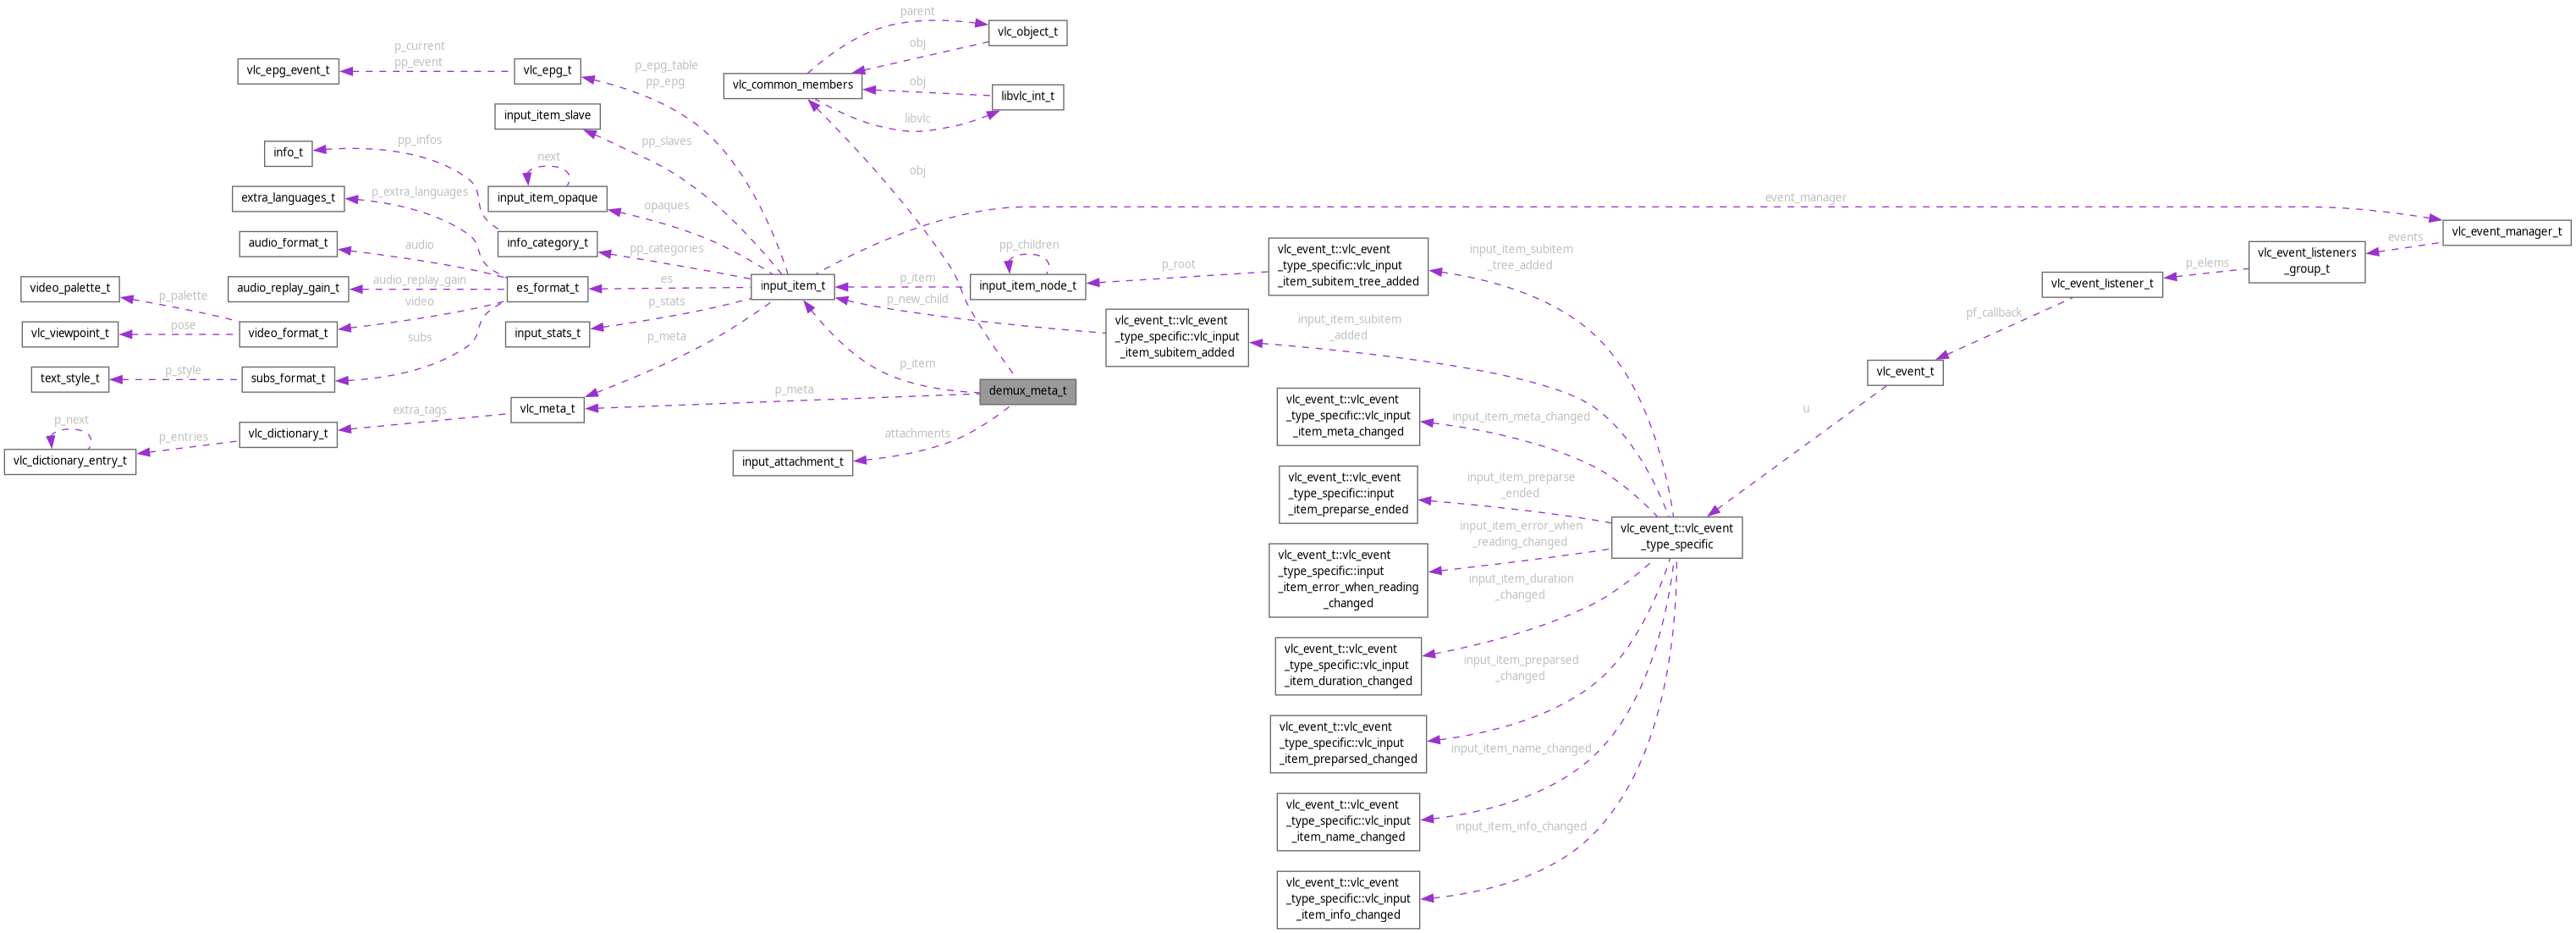 parent
vlc_object_t
p_current
pp_event
obj
vlc_epg_event_t
vlc_epg_t
p_epg_table
pp_epg
vlc_common_members
obj
libvlc_int_t
input_item_slave
libvlc
info_t
pp_infos
pp_slaves
next
obj
extra_languages_t
p_extra_languages
input_item_opaque
opaques
event_manager
vlc_event_manager_t
audio_format_t
audio
info_category_t
pp_categories
pp_children
vlc_event_t::vlc_event
_type_specific::vlc_input
_item_subitem_tree_added
input_item_subitem
_tree_added
events
vlc_event_listeners
_group_t
p_elems
vlc_event_listener_t
p_root
video_palette_t
p_palette
audio_replay_gain_t
audio_replay_gain
es_format_t
es
input_item_t
p_item
input_item_node_t
video
p_stats
p_new_child
vlc_viewpoint_t
pose
video_format_t
subs
input_stats_t
p_meta
vlc_event_t::vlc_event
_type_specific::vlc_input
_item_subitem_added
input_item_subitem
_added
pf_callback
vlc_event_t
text_style_t
p_style
subs_format_t
p_item
demux_meta_t
p_meta
vlc_meta_t
extra_tags
attachments
p_next
vlc_dictionary_entry_t
p_entries
vlc_dictionary_t
input_attachment_t
vlc_event_t::vlc_event
_type_specific::vlc_input
_item_meta_changed
input_item_meta_changed
u
vlc_event_t::vlc_event
_type_specific::input
_item_preparse_ended
input_item_preparse
_ended
vlc_event_t::vlc_event
_type_specific
vlc_event_t::vlc_event
_type_specific::input
_item_error_when_reading
_changed
input_item_error_when
_reading_changed
input_item_duration
_changed
vlc_event_t::vlc_event
_type_specific::vlc_input
_item_duration_changed
input_item_preparsed
_changed
vlc_event_t::vlc_event
_type_specific::vlc_input
_item_preparsed_changed
input_item_name_changed
vlc_event_t::vlc_event
_type_specific::vlc_input
_item_name_changed
input_item_info_changed
vlc_event_t::vlc_event
_type_specific::vlc_input
_item_info_changed